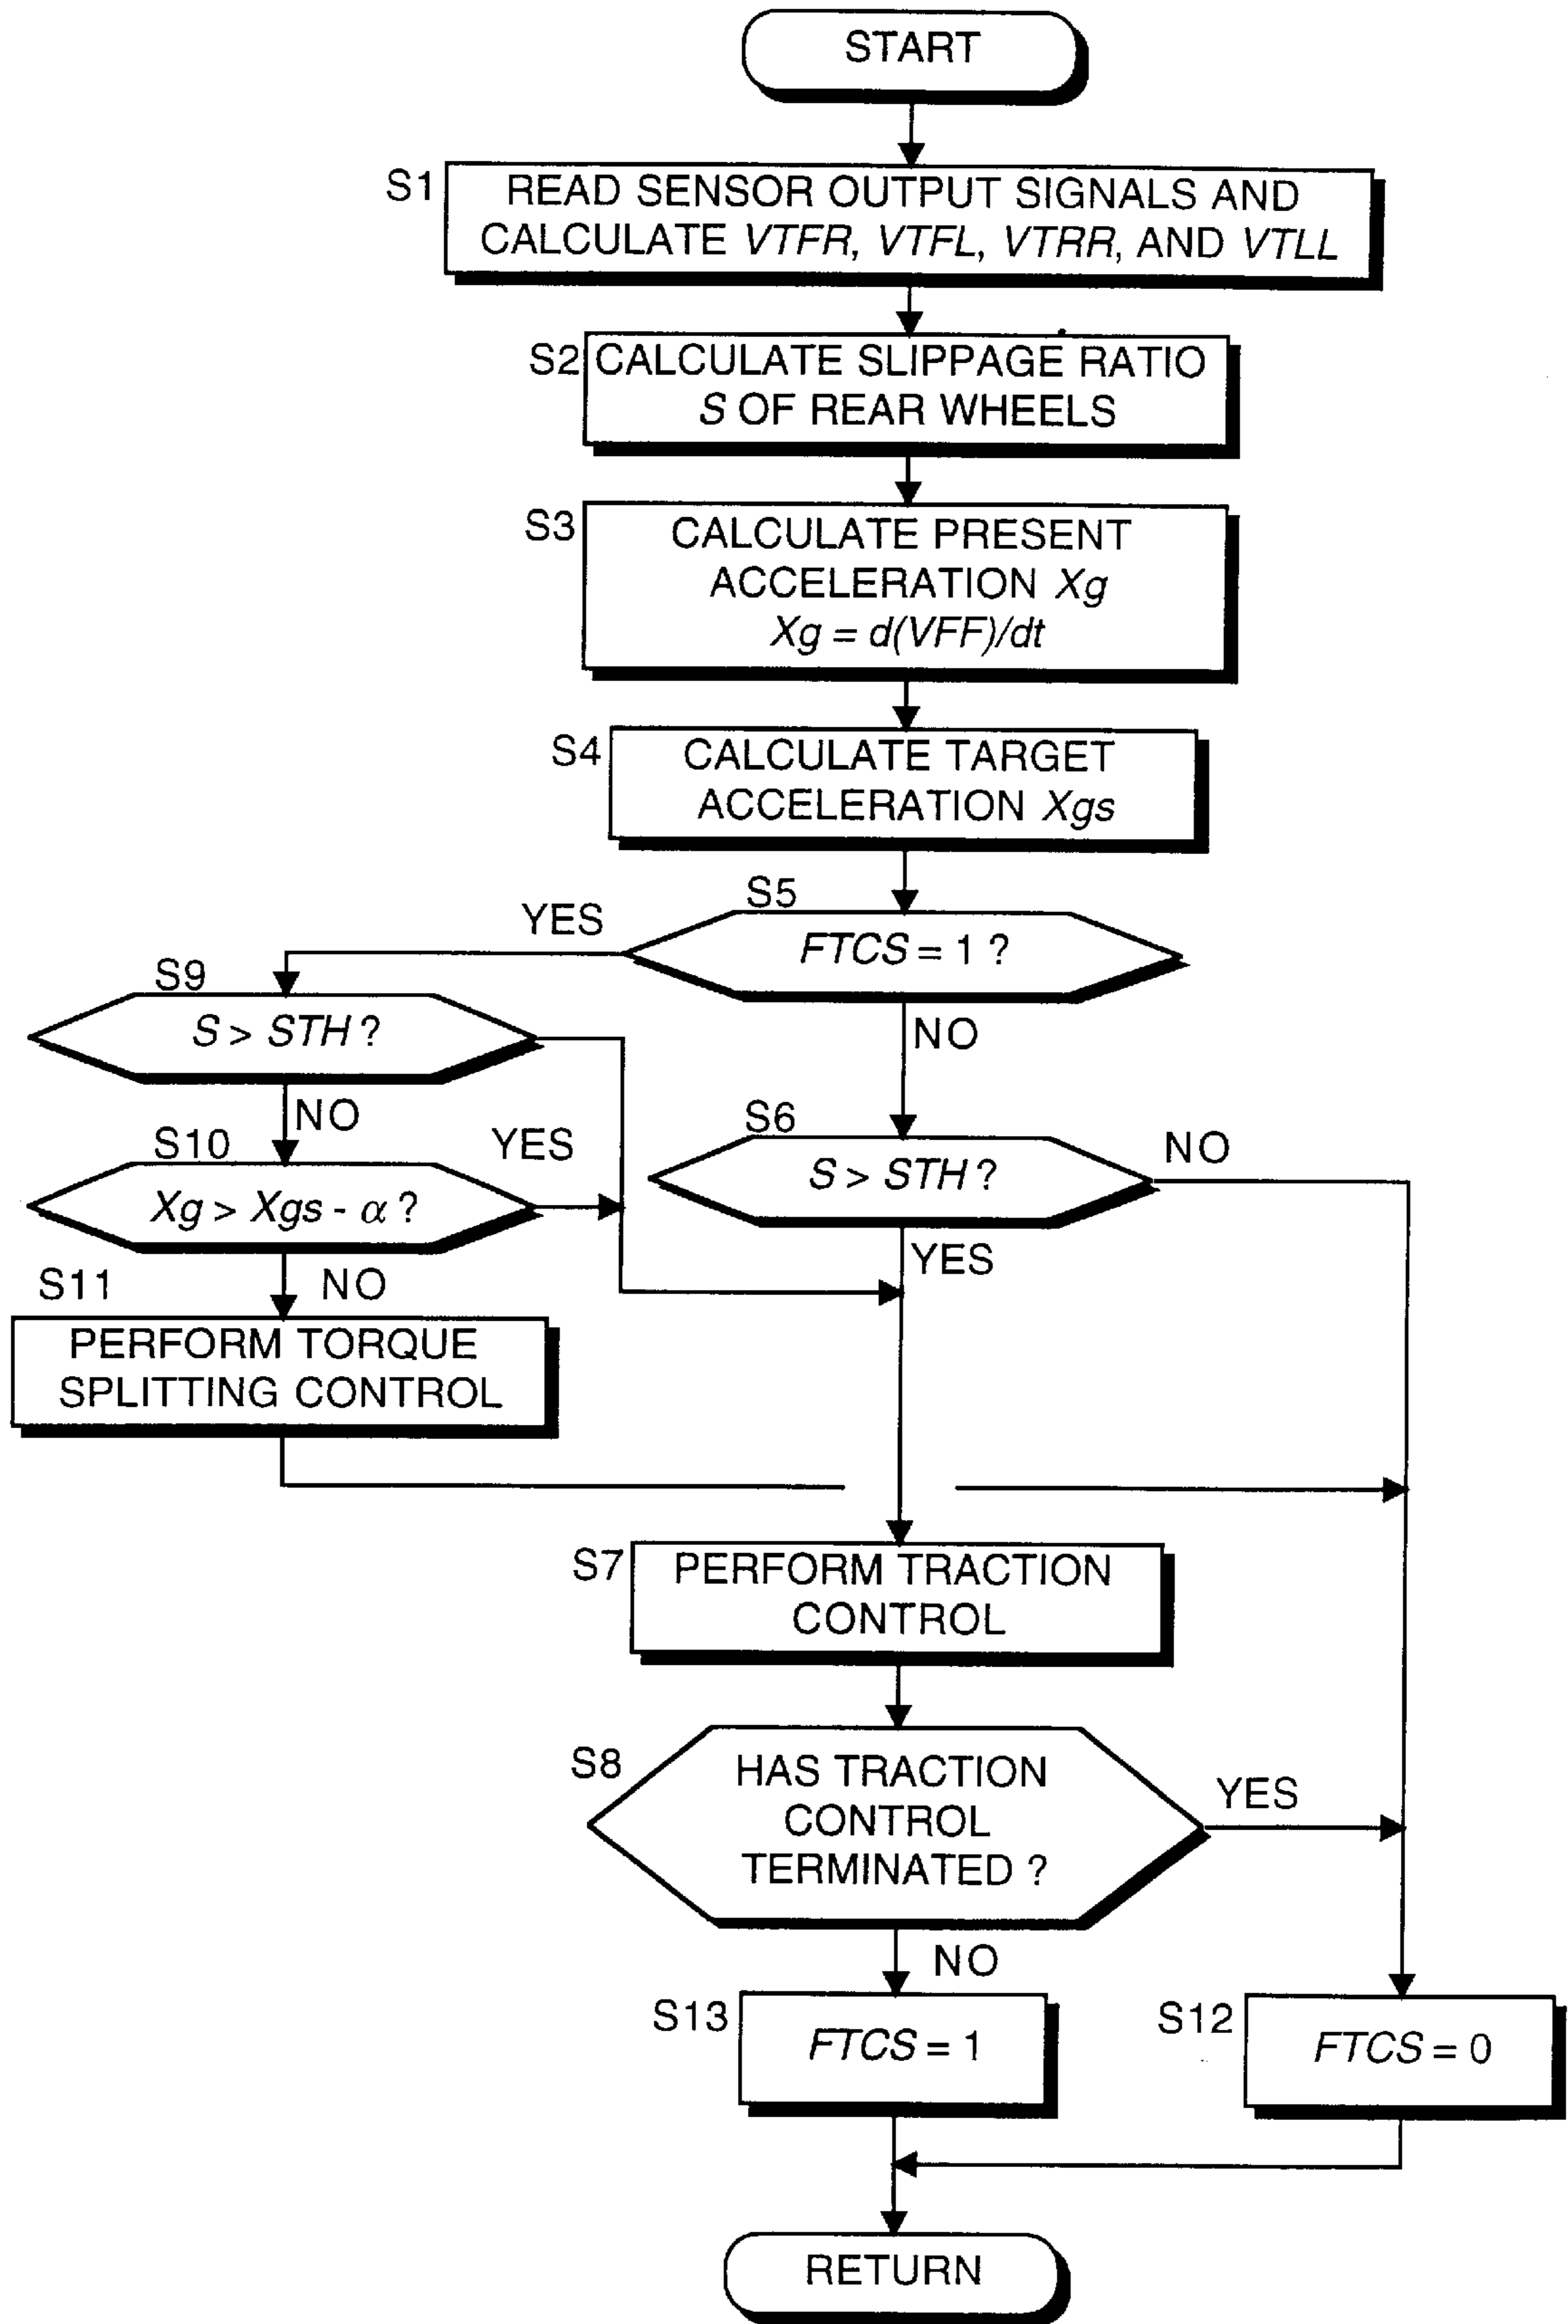 START
S1
READ SENSOR OUTPUT SIGNALS AND
CALCULATE VTFR, VTFL, VTRR, AND VTLL
S2
CALCULATE SLIPPAGE RATIO
S OF REAR WHEELS
S3
CALCULATE PRESENT
ACCELERATION Xg
Xg = d(VFF)/dt
S4
CALCULATE TARGET
ACCELERATION Xgs
S5
YES
FTCS = 1 ?
NO
S9
S > STH ?
NO
S10
YES
Xg > Xgs - α ?
NO
S6
S > STH ?
NO
YES
S11
PERFORM TORQUE
SPLITTING CONTROL
S7
PERFORM TRACTION
CONTROL
S8
HAS TRACTION
CONTROL
TERMINATED ?
YES
NO
S13
FTCS = 1
S12
FTCS = 0
RETURN